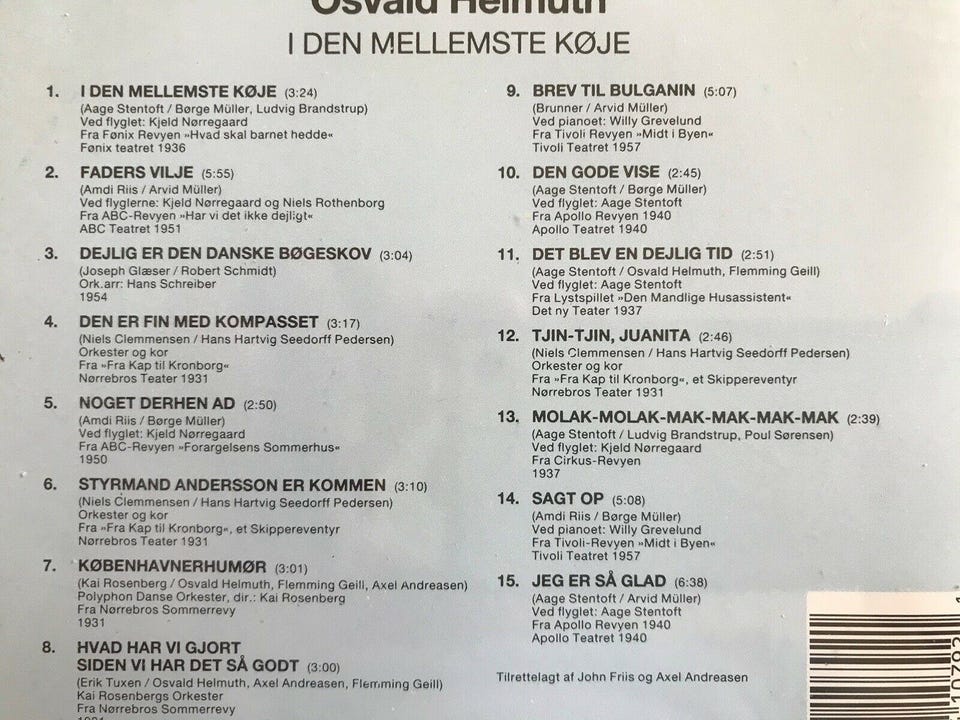 Osvald Helmuth
I DEN MELLEMSTE KØJE
1. I DEN MELLEMSTE KØJE (3:24)
(Aage Stentoft / Børge Müller, Ludvig Brandstrup)
Ved flyglet: Kjeld Nørregaard
Fra Fønix Revyen »Hvad skal barnet hedde«
Fønix teatret 1936
2. FADERS VILJE (5:55)
(Amdi Riis / Arvid Müller)
Ved flyglerne: Kjeld Nørregaard og Niels Rothenborg
Fra ABC-Revyen »Har vi det ikke dejligt«
ABC Teatret 1951
3. DEJLIG ER DEN DANSKE BØGESKOV (3:04)
(Joseph Glæser / Robert Schmidt)
Ork.arr: Hans Schreiber
1954
4. DEN ER FIN MED KOMPASSET (3:17)
(Niels Clemmensen / Hans Hartvig Seedorff Pedersen)
Orkester og kor
Fra »Fra Kap til Kronborg«
Nørrebros Teater 1931
5. NOGET DERHEN AD (2:50)
(Amdi Riis / Børge Müller)
Ved flyglet: Kjeld Nørregaard
Fra ABC-Revyen »Forargelsens Sommerhus«
1950
6. STYRMAND ANDERSSON ER KOMMEN (3:10)
(Niels Clemmensen / Hans Hartvig Seedorff Pedersen)
Orkester og kor
Fra »Fra Kap til Kronborg«, et Skippereventyr
Nørrebros Teater 1931
7. KØBENHAVNERHUMØR (3:01)
(Kai Rosenberg / Osvald Helmuth, Flemming Geill, Axel Andreasen)
Polyphon Danse Orkester, dir.: Kai Rosenberg
Fra Nørrebros Sommerrevy
1931
8. HVAD HAR VI GJORT
SIDEN VI HAR DET SÅ GODT (3:00)
(Erik Tuxen / Osvald Helmuth, Axel Andreasen, Flemming Geill)
Kai Rosenbergs Orkester
Fra Nørrebros Sommerrevy
9. BREV TIL BULGANIN (5:07)
(Brunner / Arvid Müller)
Ved pianoet: Willy Grevelund
Fra Tivoli Revyen »Midt i Byen«
Tivoli Teatret 1957
10. DEN GODE VISE (2:45)
(Aage Stentoft / Børge Müller)
Ved flyglet: Aage Stentoft
Fra Apollo Revyen 1940
Apollo Teatret 1940
11. DET BLEV EN DEJLIG TID (2:51)
(Aage Stentoft / Osvald Helmuth, Flemming Geill)
Ved flyglet: Aage Stentoft
Fra Lystspillet »Den Mandlige Husassistent«
Det ny Teater 1937
12. TJIN-TJIN, JUANITA (2:46)
(Niels Clemmensen / Hans Hartvig Seedorff Pedersen)
Orkester og kor
Fra »Fra Kap til Kronborg«, et Skippereventyr
Nørrebros Teater 1931
13. MOLAK-MOLAK-MAK-MAK-MAK-MAK (2:39)
(Aage Stentoft / Ludvig Brandstrup, Poul Sørensen)
Ved flyglet: Kjeld Nørregaard
Fra Cirkus-Revyen
1937
14. SAGT OP (5:08)
(Amdi Riis / Børge Müller)
Ved pianoet: Willy Grevelund
Fra Tivoli-Revyen »Midt i Byen«
Tivoli Teatret 1957
15. JEG ER SÅ GLAD (6:38)
(Aage Stentoft / Arvid Müller)
Ved flyglet: Aage Stentoft
Fra Apollo Revyen 1940
Apollo Teatret 1940
Tilrettelagt af John Friis og Axel Andreasen